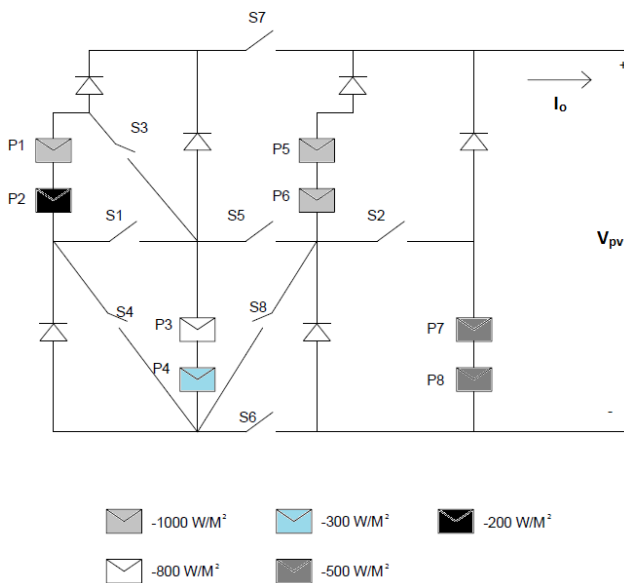 S7
+
I₀
S3
P1
P5
P2
P6
S1
S5
S2
Vpv
S4
P3
S8
P7
P4
P8
S6
-
-1000 W/M²
-300 W/M²
-200 W/M²
-800 W/M²
-500 W/M²